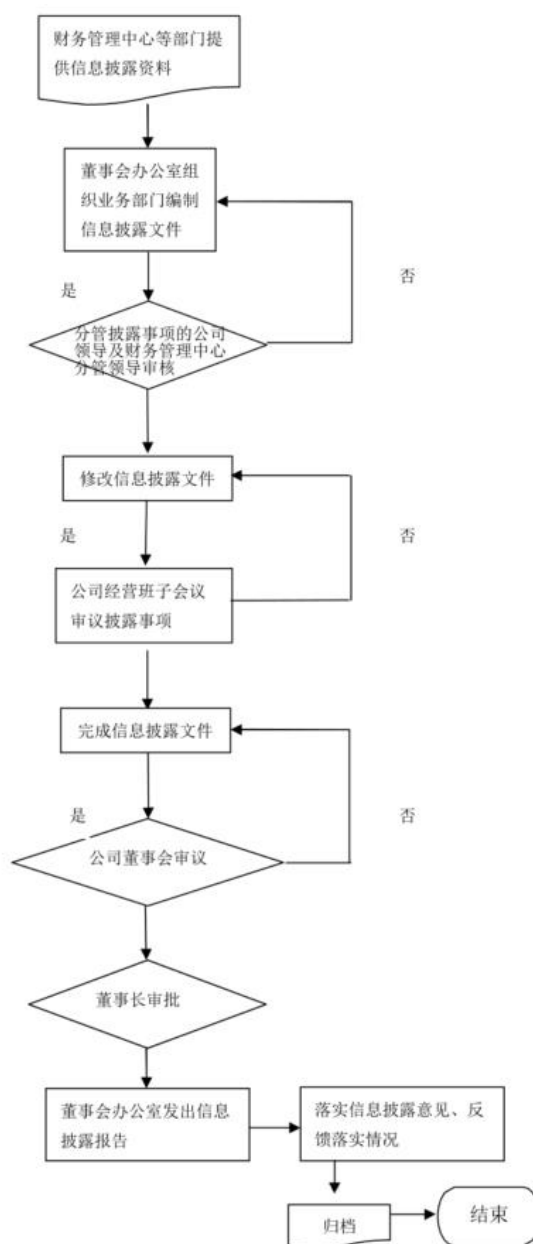 财务管理中心等部门提
供信息披露资料
董事会办公室组
织业务部门编制
信息披露文件
是
否
分管披露事项的公司
领导及财务管理中心
分管领导审核
修改信息披露文件
是
否
公司经营班子会议
审议披露事项
完成信息披露文件
是
否
公司董事会审议
董事长审批
董事会办公室发出信息
披露报告
落实信息披露意见、反
馈落实情况
归档
结束